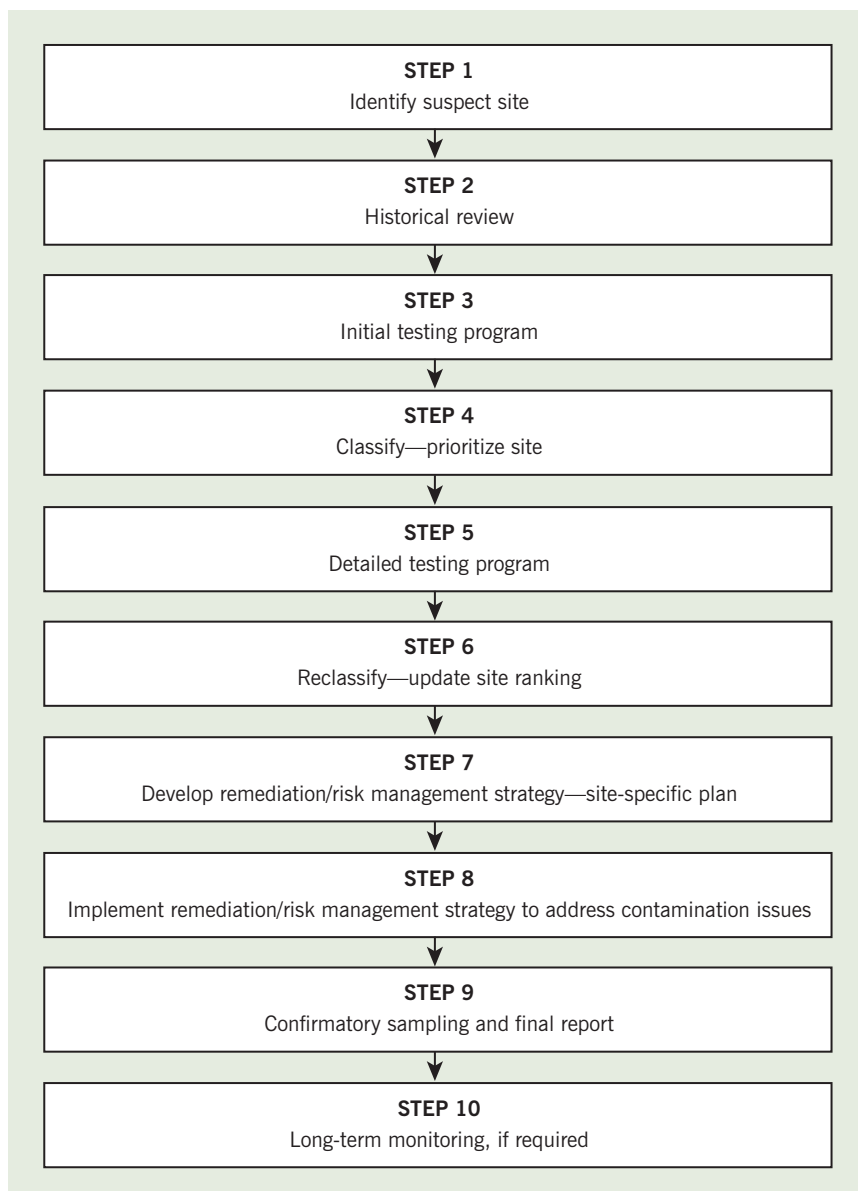 STEP 1
Identify suspect site
STEP 2
Historical review
STEP 3
Initial testing program
STEP 4
Classify—prioritize site
STEP 5
Detailed testing program
STEP 6
Reclassify—update site ranking
STEP 7
Develop remediation/risk management strategy—site-specific plan
STEP 8
Implement remediation/risk management strategy to address contamination issues
STEP 9
Confirmatory sampling and final report
STEP 10
Long-term monitoring, if required